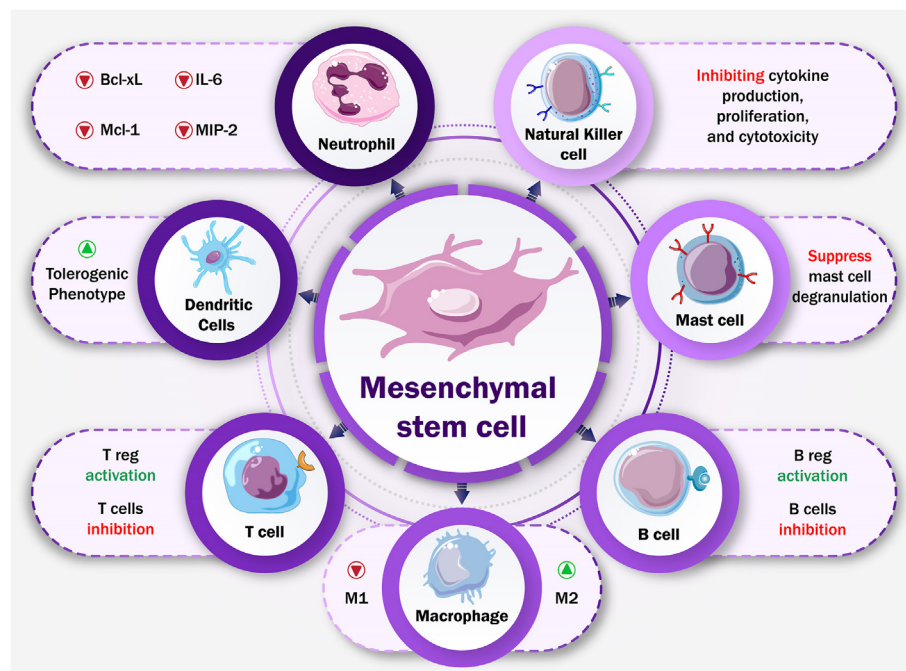 Bcl-xL
IL-6
Mcl-1
MIP-2
Neutrophil
Natural Killer
cell
Inhibiting cytokine
production,
proliferation,
and cytotoxicity
Tolerogenic
Phenotype
Dendritic
Cells
Mast cell
Suppress
mast cell
degranulation
Mesenchymal
stem cell
T reg
activation
T cells
inhibition
T cell
B cell
B reg
activation
B cells
inhibition
M1
Macrophage
M2